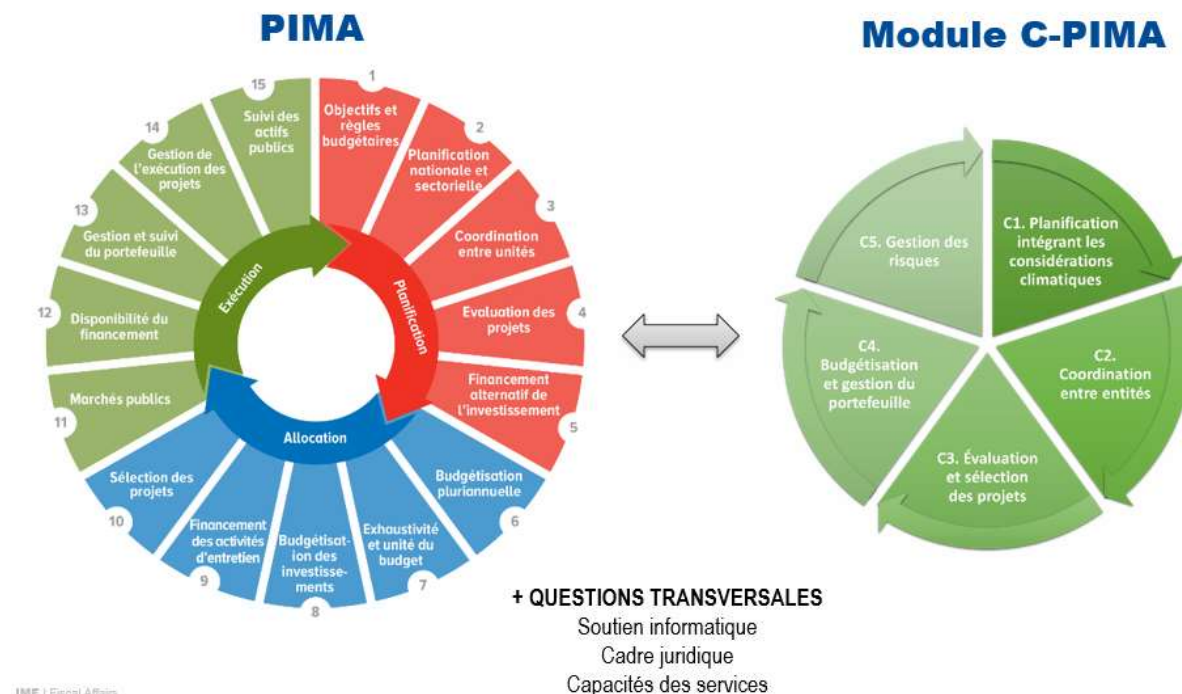 PIMA
Module C-PIMA
1
Objectifs et
règles
budgétaires
2
Planification
nationale et
sectorielle
3
Coordination
entre unités
4
Evaluation des
projets
5
Financement
alternatif de
l'investissement
6
Budgétisation
pluriannuelle
7
Exhaustivité
et unité du
budget
8
Budgétisat-
ion des
investisse-
ments
9
Financement
des activités
d'entretien
10
Sélection des
projets
11
Marchés publics
12
Disponibilité du
financement
13
Gestion et suivi
du portefeuille
14
Gestion de
l'exécution des
projets
15
Suivi des
actifs
publics
Planification
Allocation
Exécution
C1. Planification
intégrant les
considérations
climatiques
C2.
Coordination
entre entités
C3. Évaluation
et sélection
des projets
C4.
Budgétisation
et gestion du
portefeuille
C5. Gestion des
risques
+ QUESTIONS TRANSVERSALES
Soutien informatique
Cadre juridique
Capacités des services
IMF | Fiscal Affairs